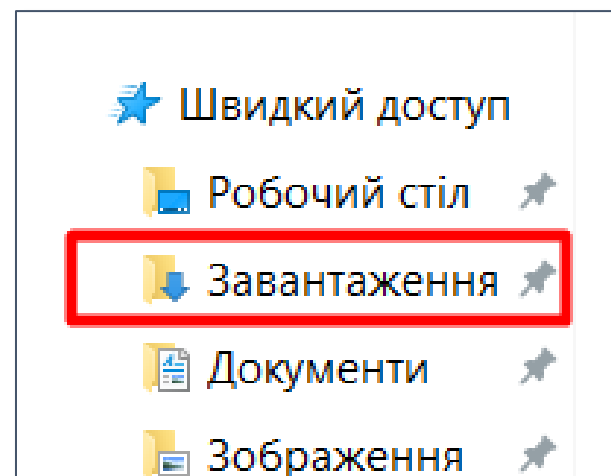 Швидкий доступ
Робочий стіл
Завантаження
Документи
Зображення